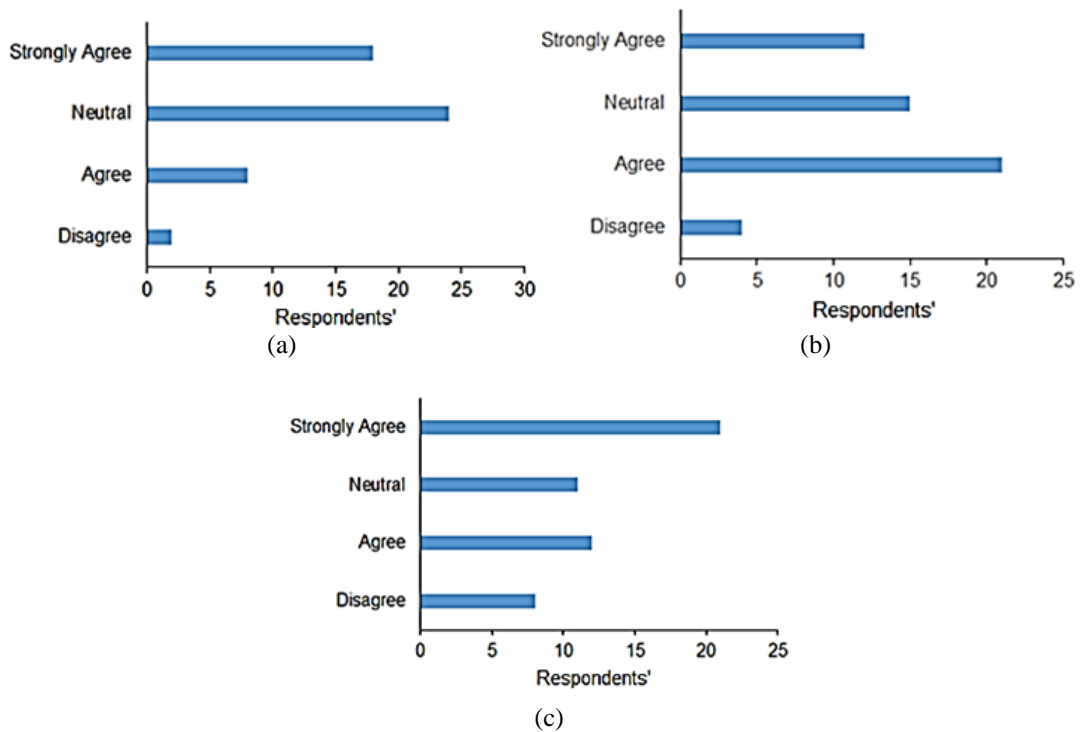 Strongly Agree
Neutral
Agree
Disagree
0 5 10 15 20 25 30
Respondents'
(a)
Strongly Agree
Neutral
Agree
Disagree
0 5 10 15 20 25
Respondents'
(b)
Strongly Agree
Neutral
Agree
Disagree
0 5 10 15 20 25
Respondents'
(c)